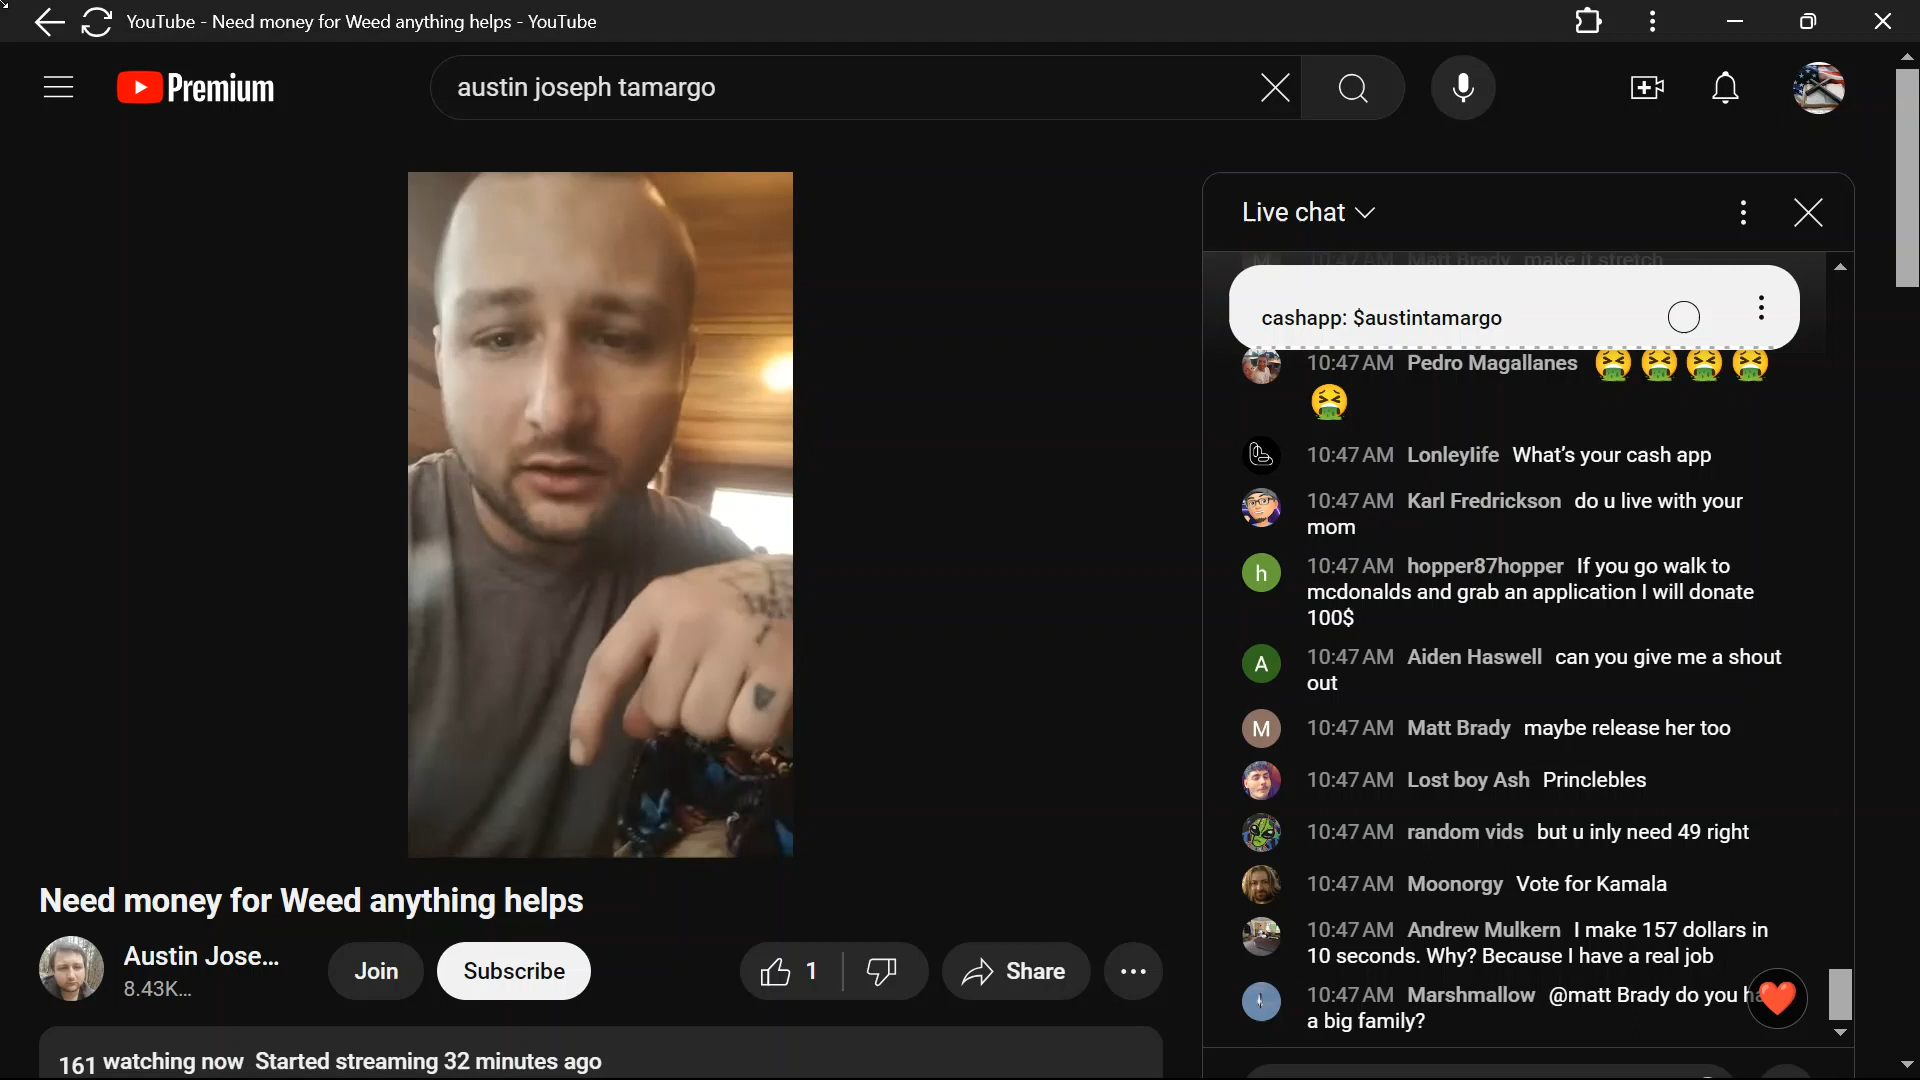 YouTube - Need money for Weed anything helps - YouTube
Premium
austin joseph tamargo
Live chat
Matt Brady make it stretch
cashapp: $austintamargo
10:47 AM Pedro Magallanes 🤮🤮🤮🤮
🤮
10:47 AM Lonleylife What's your cash app
10:47 AM Karl Fredrickson do u live with your
mom
h 10:47 AM hopper87hopper If you go walk to
mcdonalds and grab an application I will donate
100$
A 10:47 AM Aiden Haswell can you give me a shout
out
M 10:47 AM Matt Brady maybe release her too
10:47 AM Lost boy Ash Princlebles
10:47 AM random vids but u inly need 49 right
10:47 AM Moonorgy Vote for Kamala
10:47 AM Andrew Mulkern I make 157 dollars in
10 seconds. Why? Because I have a real job
10:47 AM Marshmallow @matt Brady do you
a big family?
Need money for Weed anything helps
Austin Jose...
8.43K...
Join
Subscribe
1
Share
161 watching now Started streaming 32 minutes ago